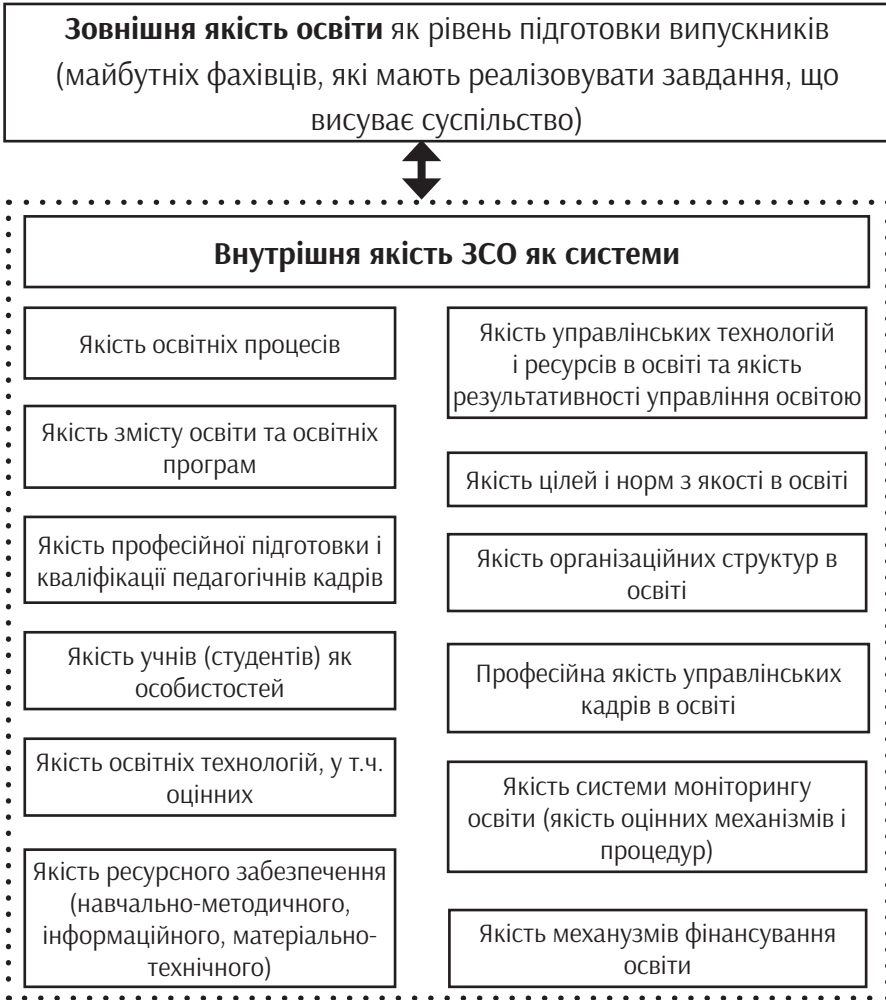 Зовнішня якість освіти як рівень підготовки випускників
(майбутніх фахівців, які мають реалізовувати завдання, що
висуває суспільство)
Внутрішня якість ЗСО як системи
Якість освітніх процесів
Якість змісту освіти та освітніх
програм
Якість професійної підготовки і
кваліфікації педагогічнів кадрів
Якість учнів (студентів) як
особистостей
Якість освітніх технологій, у т.ч.
оцінних
Якість ресурсного забезпечення
(навчально-методичного,
інформаційного, матеріально-
технічного)
Якість управлінських технологій
і ресурсів в освіті та якість
результативності управління освітою
Якість цілей і норм з якості в освіті
Якість організаційних структур в
освіті
Професійна якість управлінських
кадрів в освіті
Якість системи моніторингу
освіти (якість оцінних механізмів і
процедур)
Якість механузмів фінансування
освіти